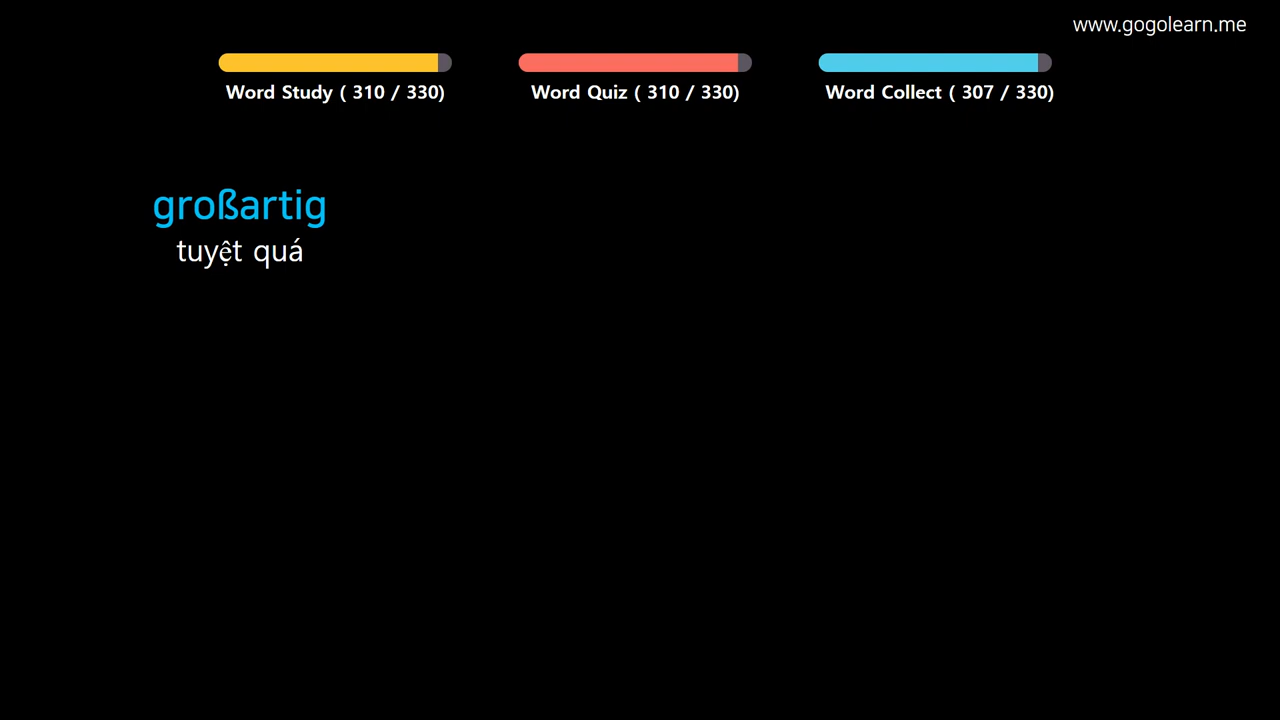 www.gogolearn.me
Word Study ( 310 / 330)
Word Quiz ( 310 / 330)
Word Collect ( 307 / 330)
großartig
tuyệt quá